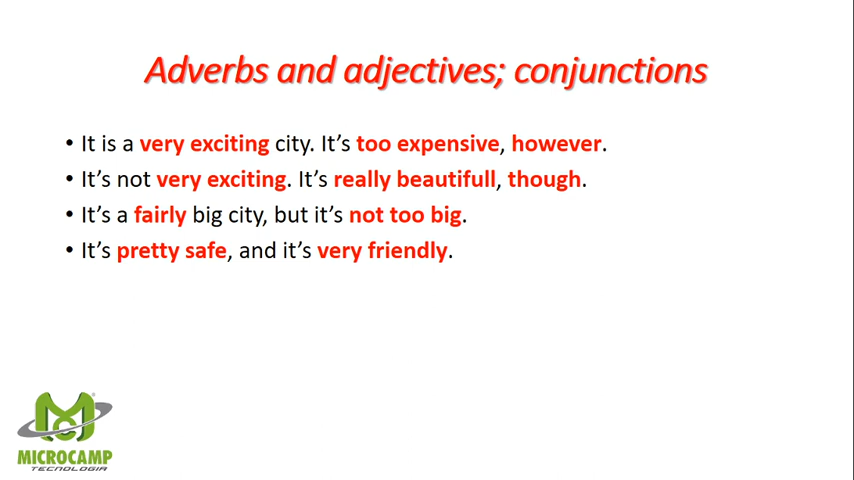 Adverbs and adjectives; conjunctions
• It is a very exciting city. It’s too expensive, however.
• It’s not very exciting. It’s really beautifull, though.
• It’s a fairly big city, but it’s not too big.
• It’s pretty safe, and it’s very friendly.
MICROCAMP
TECNOLOGIA